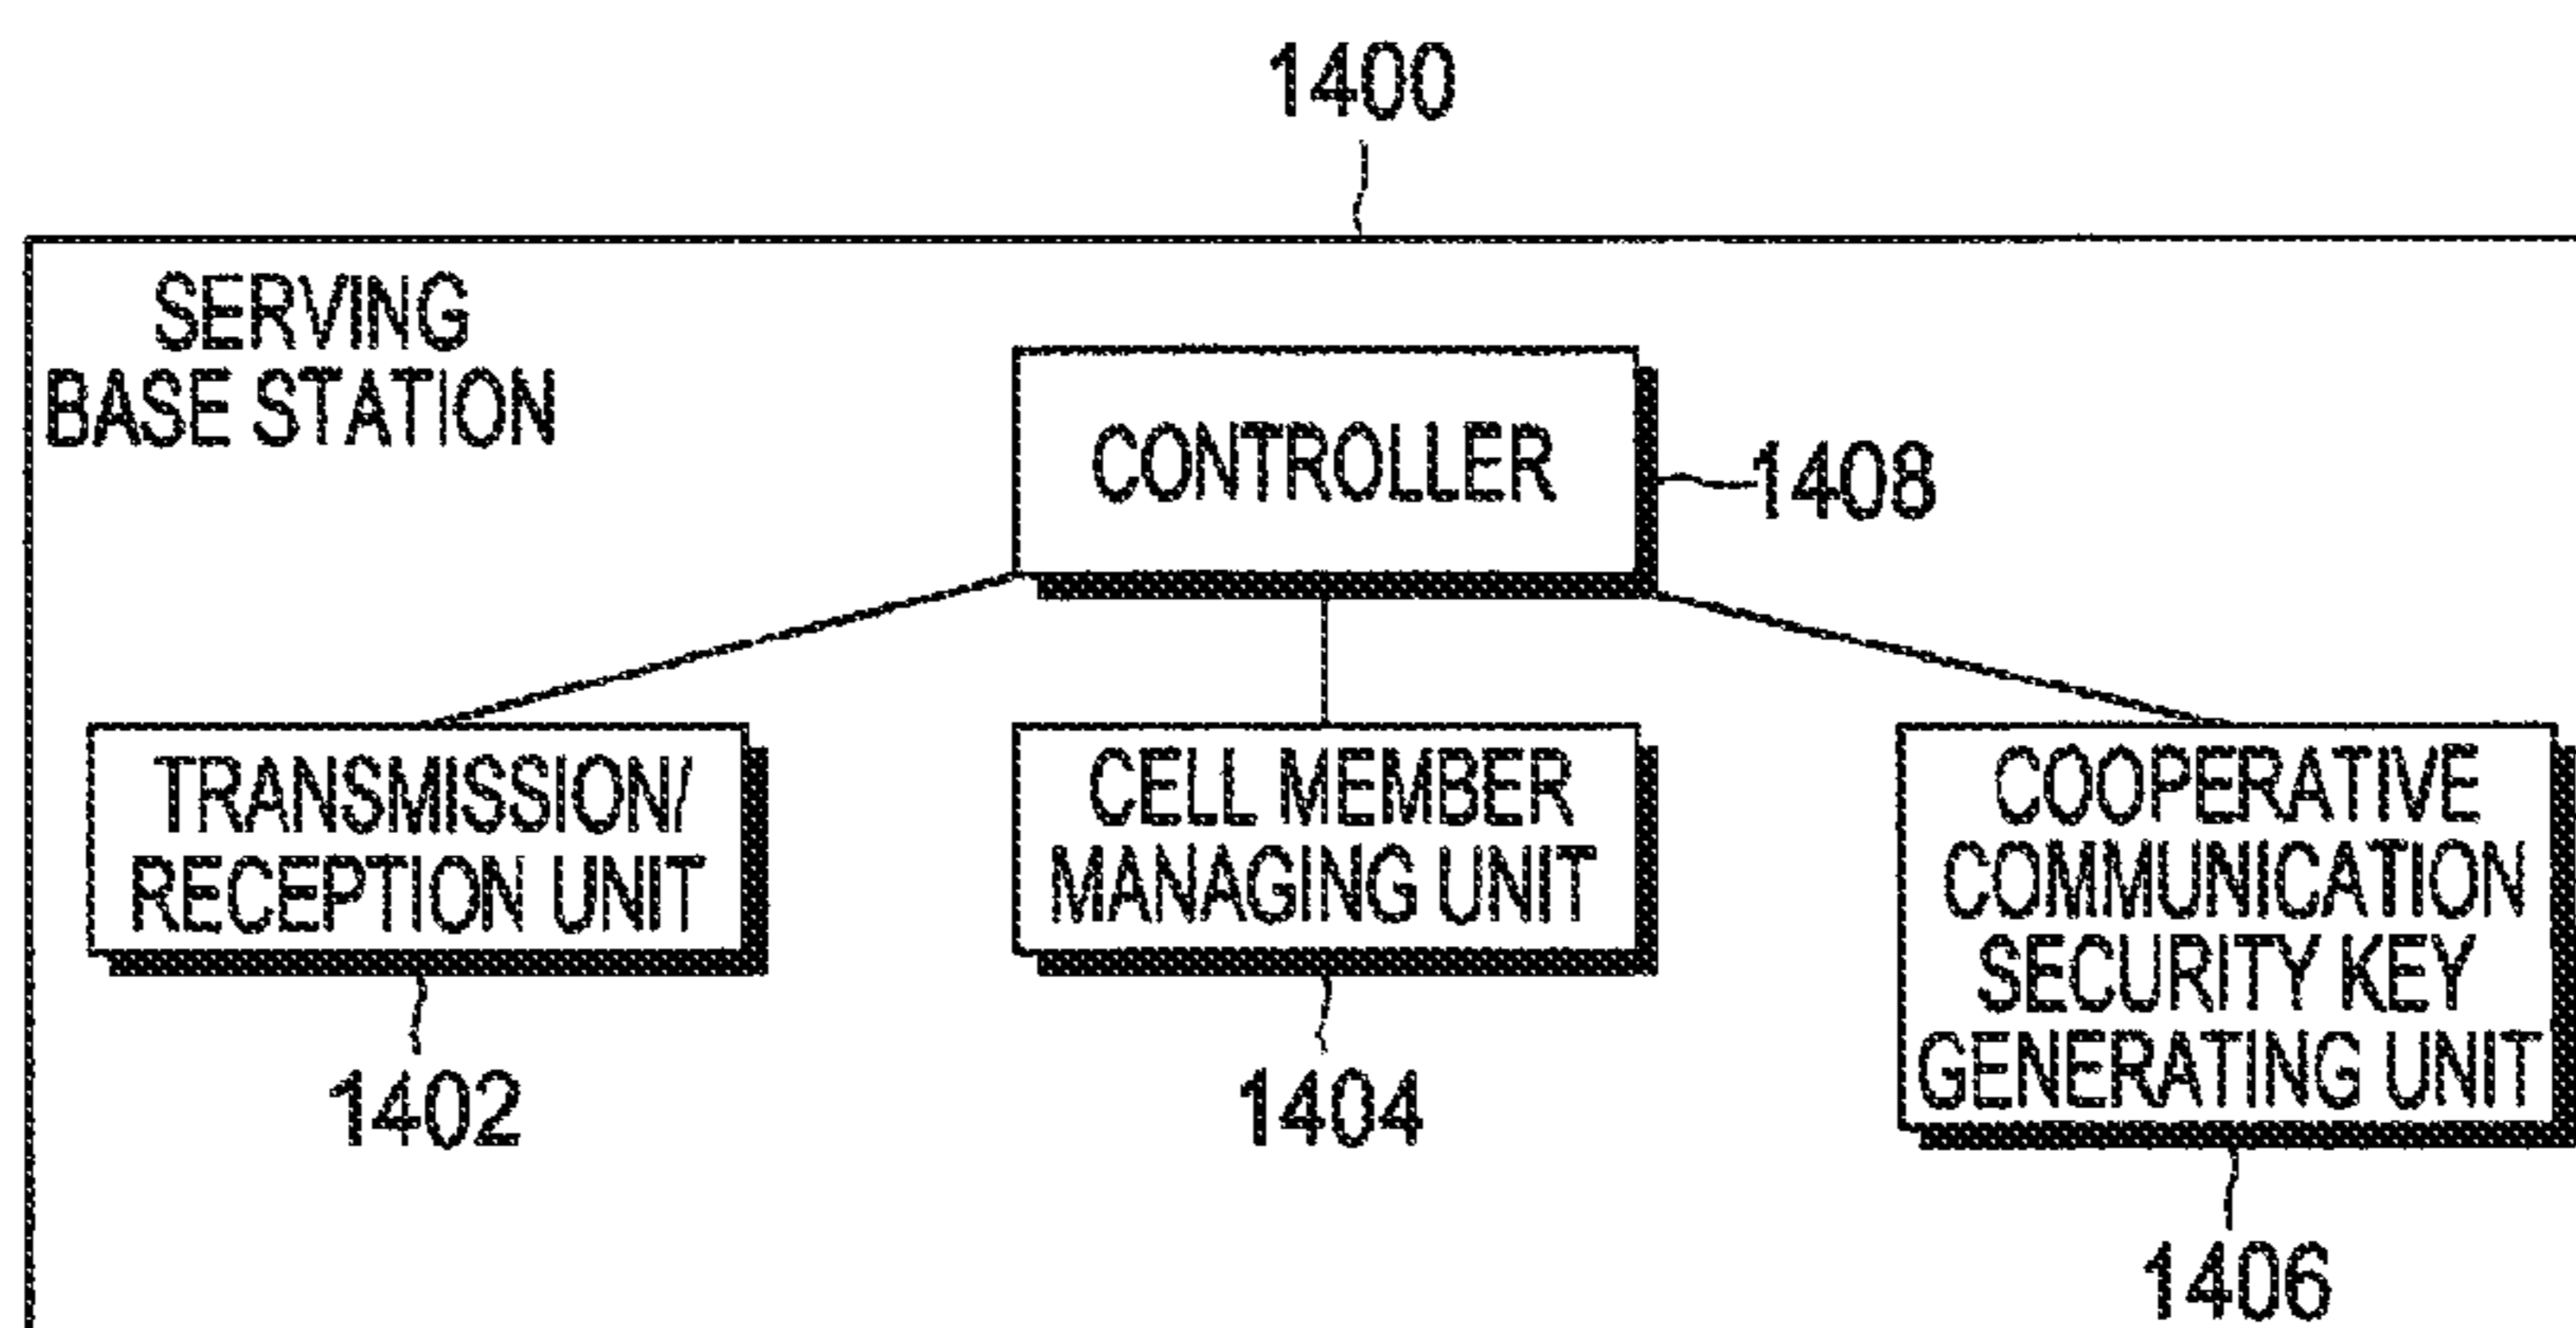 1400
SERVING
BASE STATION
CONTROLLER
1408
TRANSMISSION/
RECEPTION UNIT
1402
CELL MEMBER
MANAGING UNIT
1404
COOPERATIVE
COMMUNICATION
SECURITY KEY
GENERATING UNIT
1406